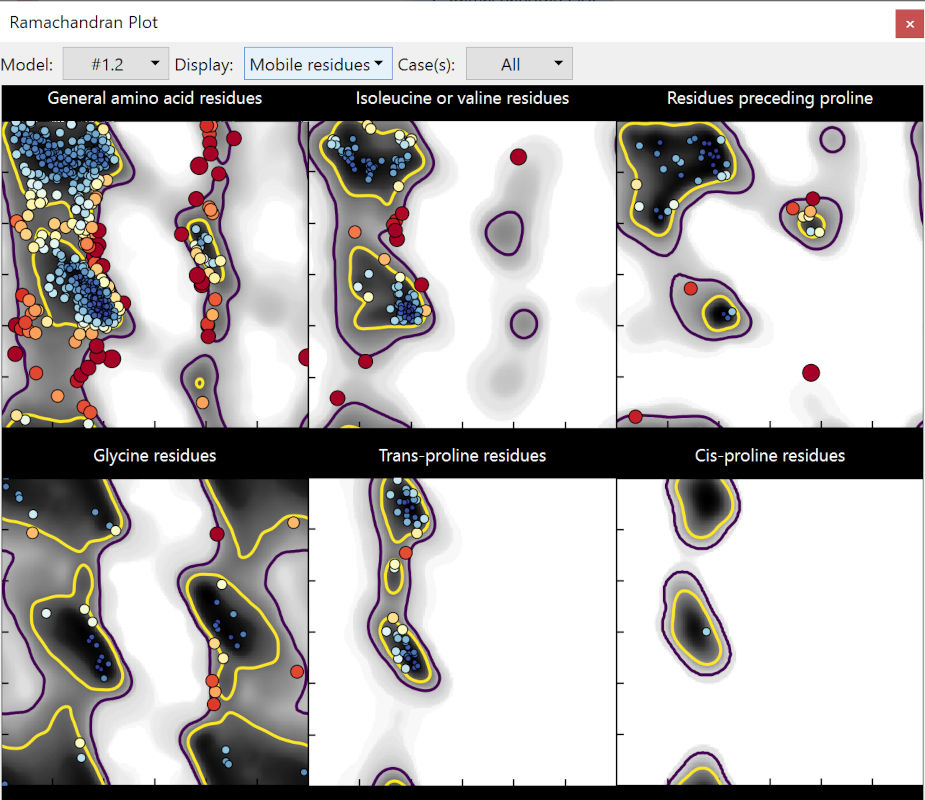 Ramachandran Plot
Model: #1.2 Display: Mobile residues Case(s): All
General amino acid residues Isoleucine or valine residues Residues preceding proline
Glycine residues Trans-proline residues Cis-proline residues